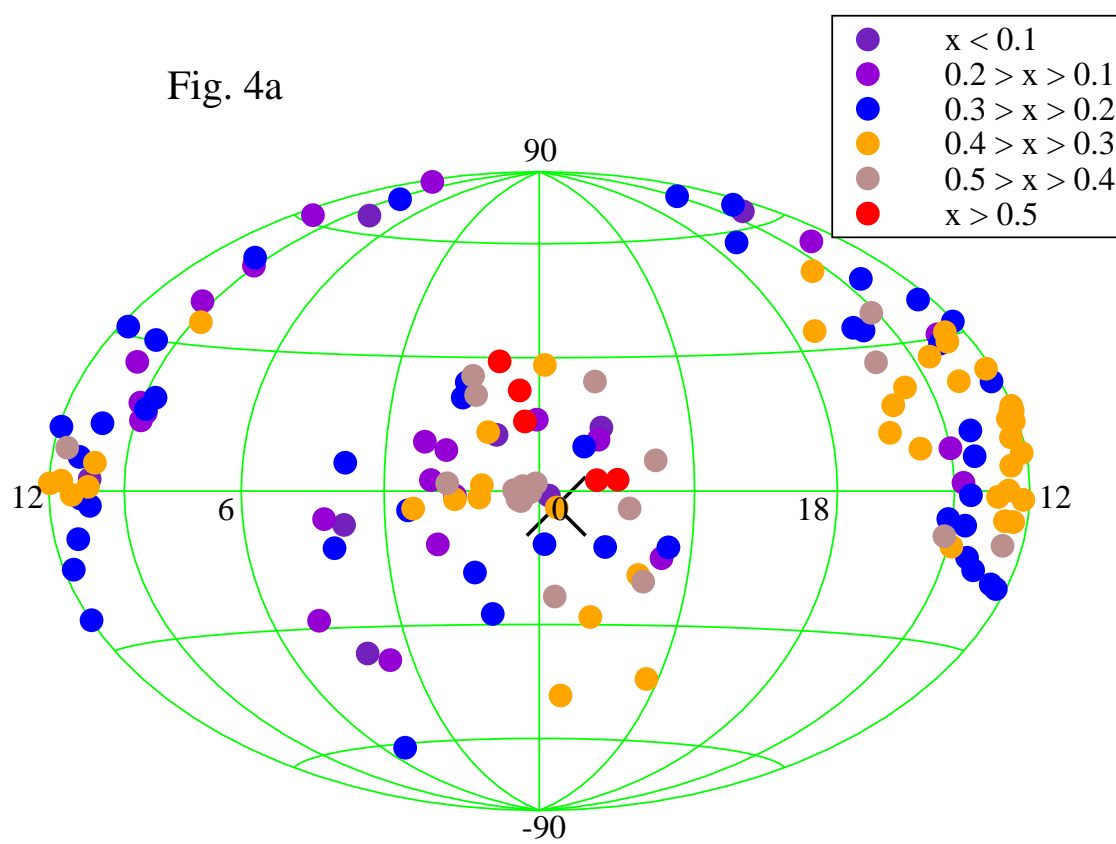 Fig. 4a
x < 0.1
0.2 > x > 0.1
0.3 > x > 0.2
0.4 > x > 0.3
0.5 > x > 0.4
x > 0.5
90
12
6
0
18
12
-90